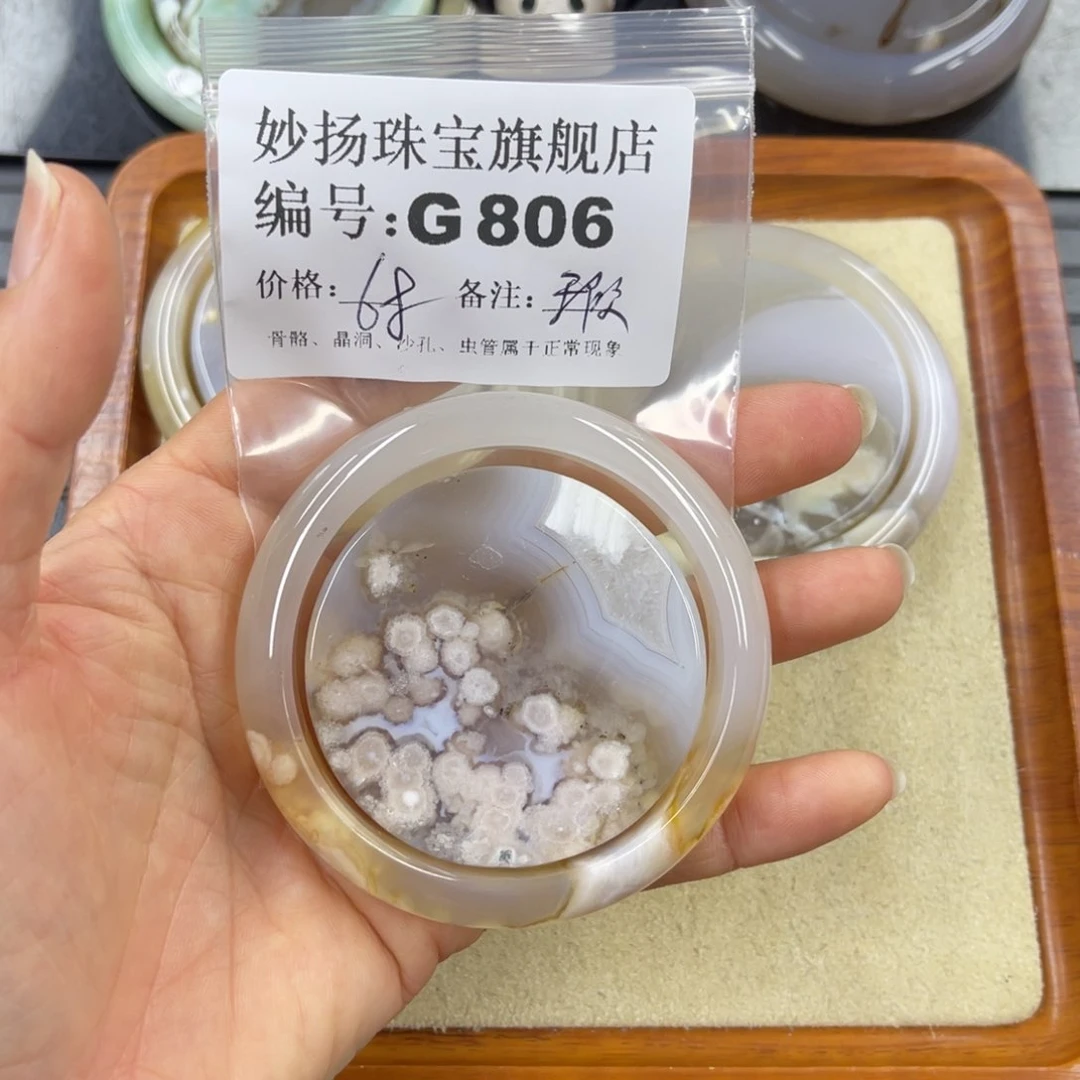 妙扬珠宝旗舰店
编号:G806
价格: 68 备注:
骨骼、晶洞、沙孔、虫管属于正常现象